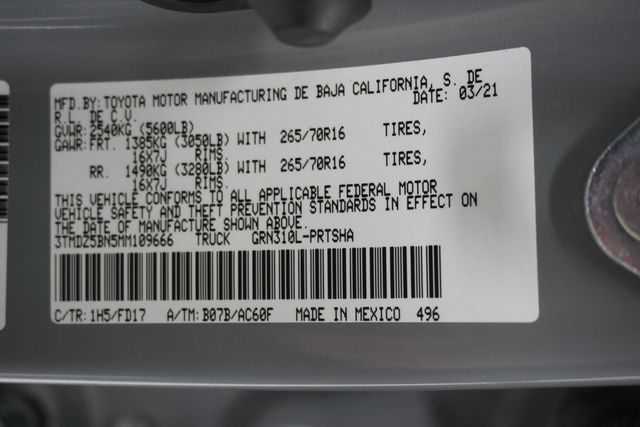 MFD.BY:TOYOTA MOTOR MANUFACTURING DE BAJA CALIFORNIA, S. DE
R.L. DE C.V. DATE: 03/21
GVWR: 2540KG (5600LB)
GAWR: FRT. 1385KG (3050LB) WITH 265/70R16 TIRES,
16X7J RIMS.
RR. 1490KG (3280LB) WITH 265/70R16 TIRES,
16X7J RIMS.
THIS VEHICLE CONFORMS TO ALL APPLICABLE FEDERAL MOTOR
VEHICLE SAFETY AND THEFT PREVENTION STANDARDS IN EFFECT ON
THE DATE OF MANUFACTURE SHOWN ABOVE.
3TMDZ5BN5MM109666 TRUCK GRN310L-PRTSHA
C/TR: 1H5/FD17 A/TM: B07B/AC60F MADE IN MEXICO 496